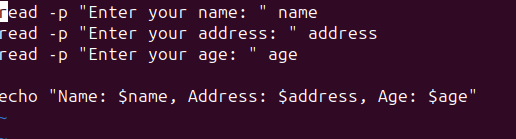 read -p "Enter your name: " name
read -p "Enter your address: " address
read -p "Enter your age: " age
echo "Name: $name, Address: $address, Age: $age"
~
~